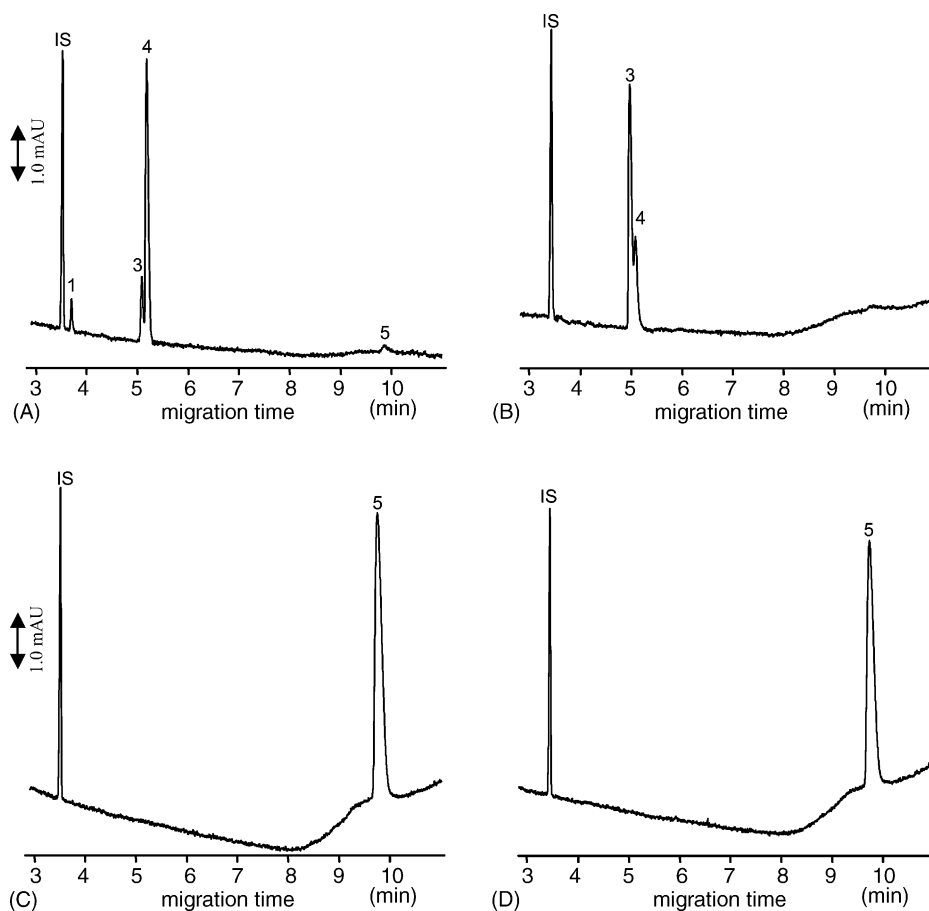 IS
4
1.0 mAU
3
1
5
3 4 5 6 7 8 9 10
(A) migration time (min)
IS
3
4
3 4 5 6 7 8 9 10
(B) migration time (min)
IS
5
1.0 mAU
3 4 5 6 7 8 9 10
(C) migration time (min)
IS
5
3 4 5 6 7 8 9 10
(D) migration time (min)